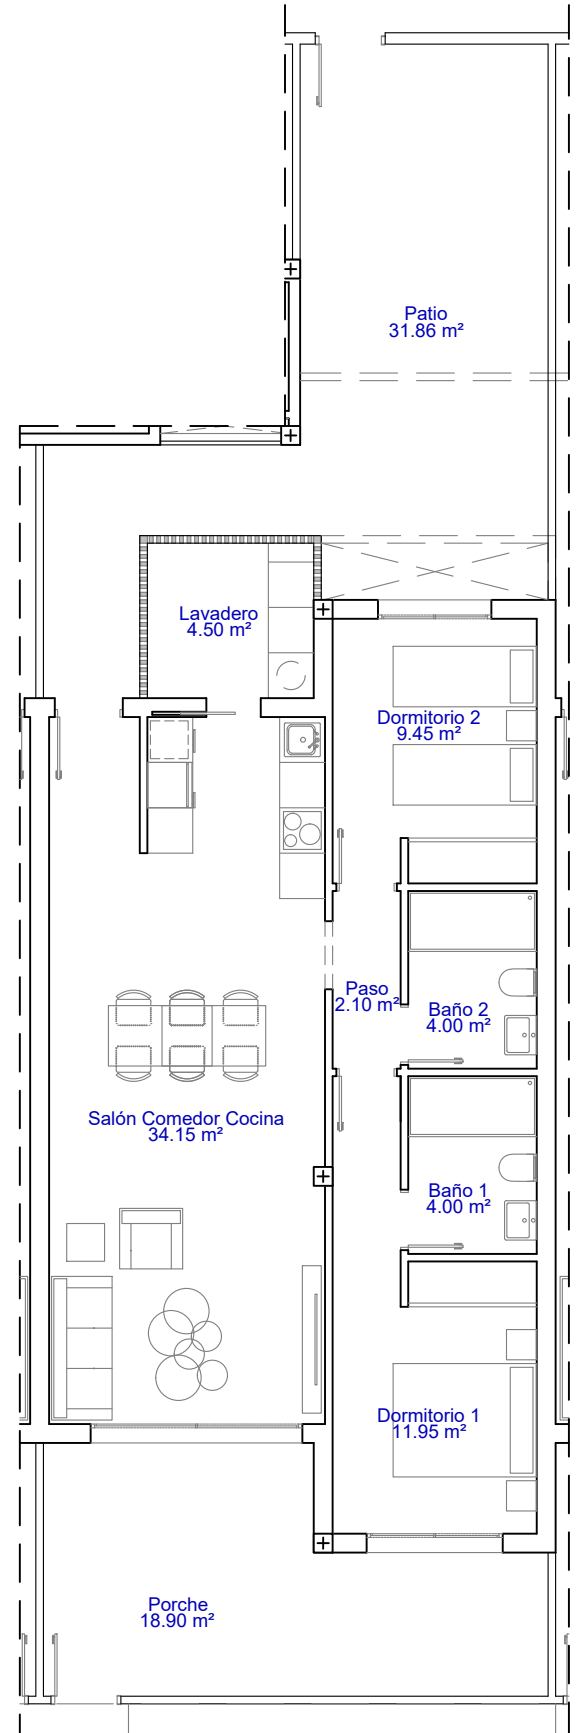 Patio
31.86 m²
Lavadero
4.50 m²
Dormitorio 2
9.45 m²
Paso
2.10 m²
Baño 2
4.00 m²
Salón Comedor Cocina
34.15 m²
Baño 1
4.00 m²
Dormitorio 1
11.95 m²
Porche
18.90 m²